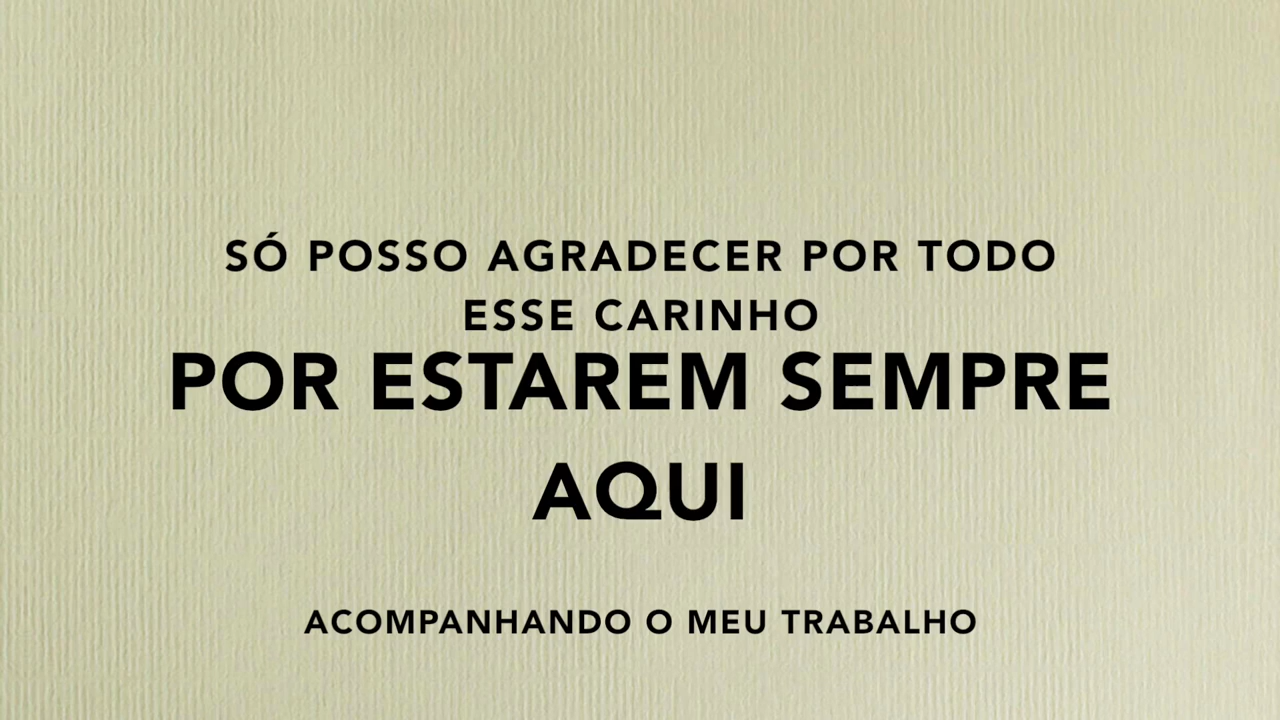 SÓ POSSO AGRADECER POR TODO
ESSE CARINHO
POR ESTAREM SEMPRE
AQUI
ACOMPANHANDO O MEU TRABALHO